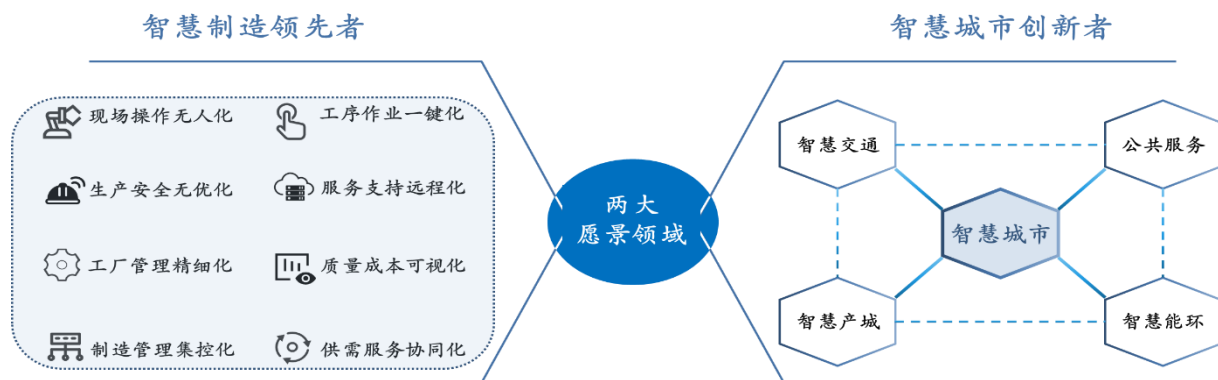 智慧制造领先者
现场操作无人化
工序作业一键化
生产安全无优化
服务支持远程化
工厂管理精细化
质量成本可视化
制造管理集控化
供需服务协同化
两大
愿景领域
智慧城市创新者
智慧交通
公共服务
智慧城市
智慧产城
智慧能环